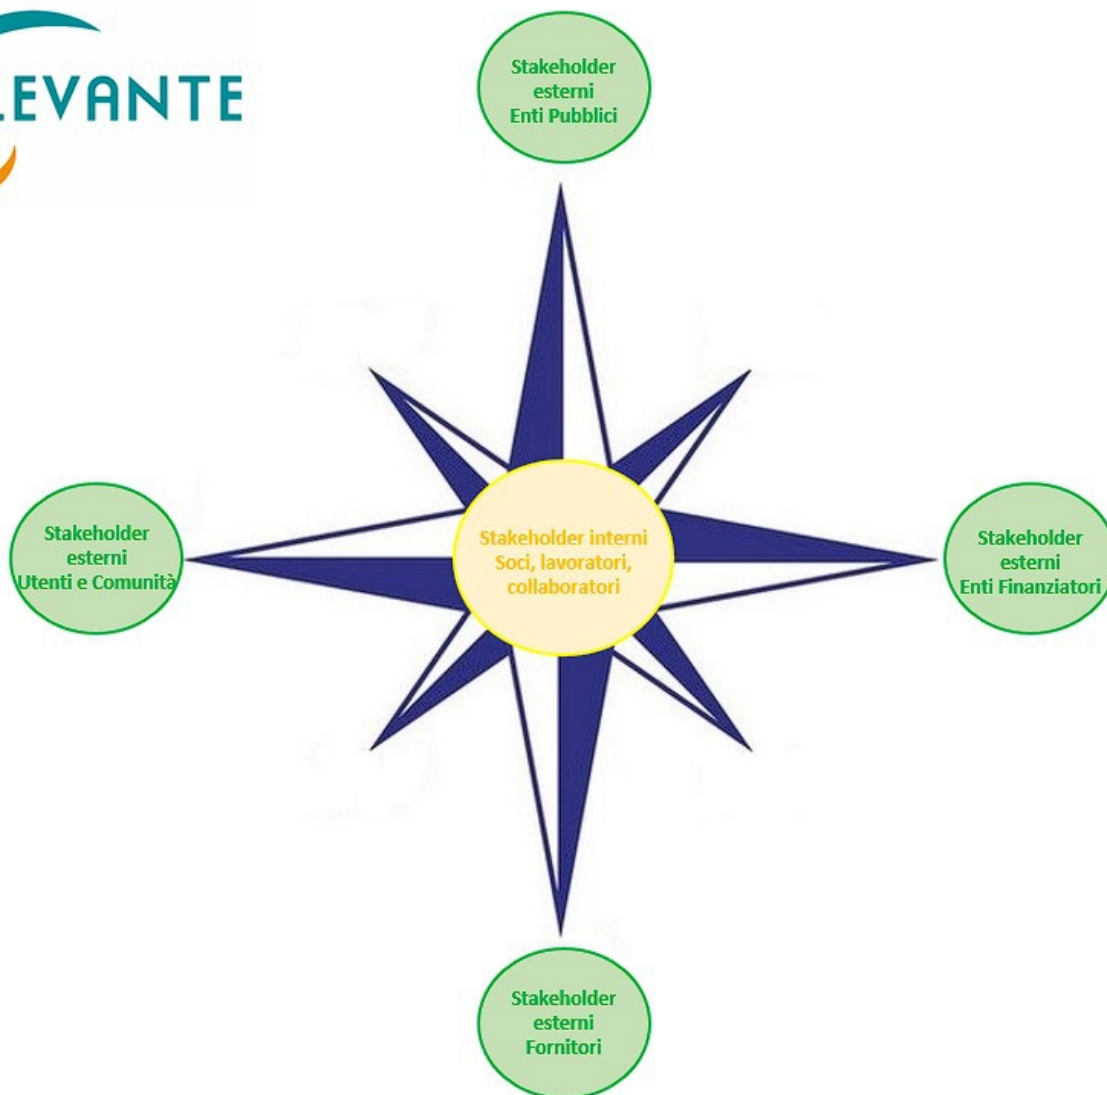 LEVANTE
Stakeholder
esterni
Enti Pubblici
Stakeholder
esterni
Utenti e Comunità
Stakeholder interni
Soci, lavoratori,
collaboratori
Stakeholder
esterni
Enti Finanziatori
Stakeholder
esterni
Fornitori